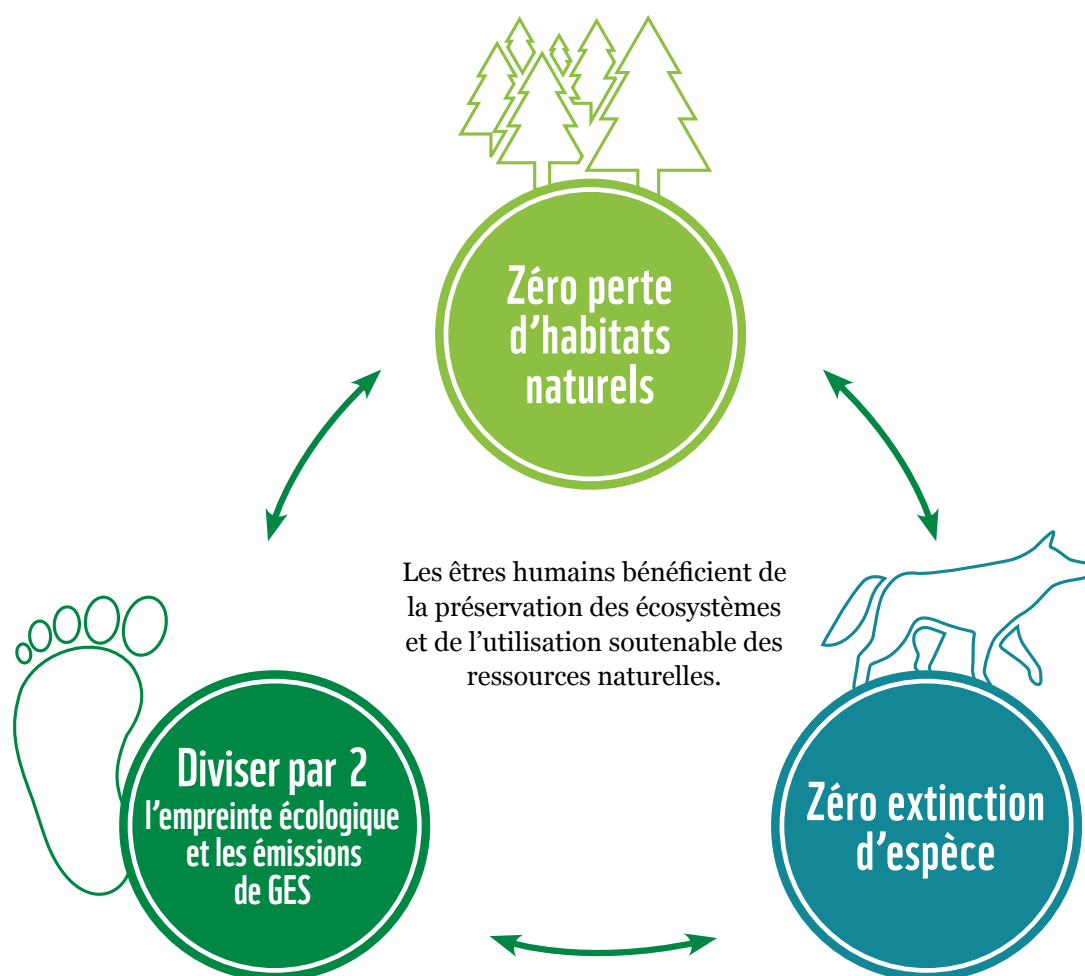 Zéro perte
d’habitats
naturels
Les êtres humains bénéficient de
la préservation des écosystèmes
et de l’utilisation soutenable des
ressources naturelles.
Diviser par 2
l’empreinte écologique
et les émissions
de GES
Zéro extinction
d’espèce